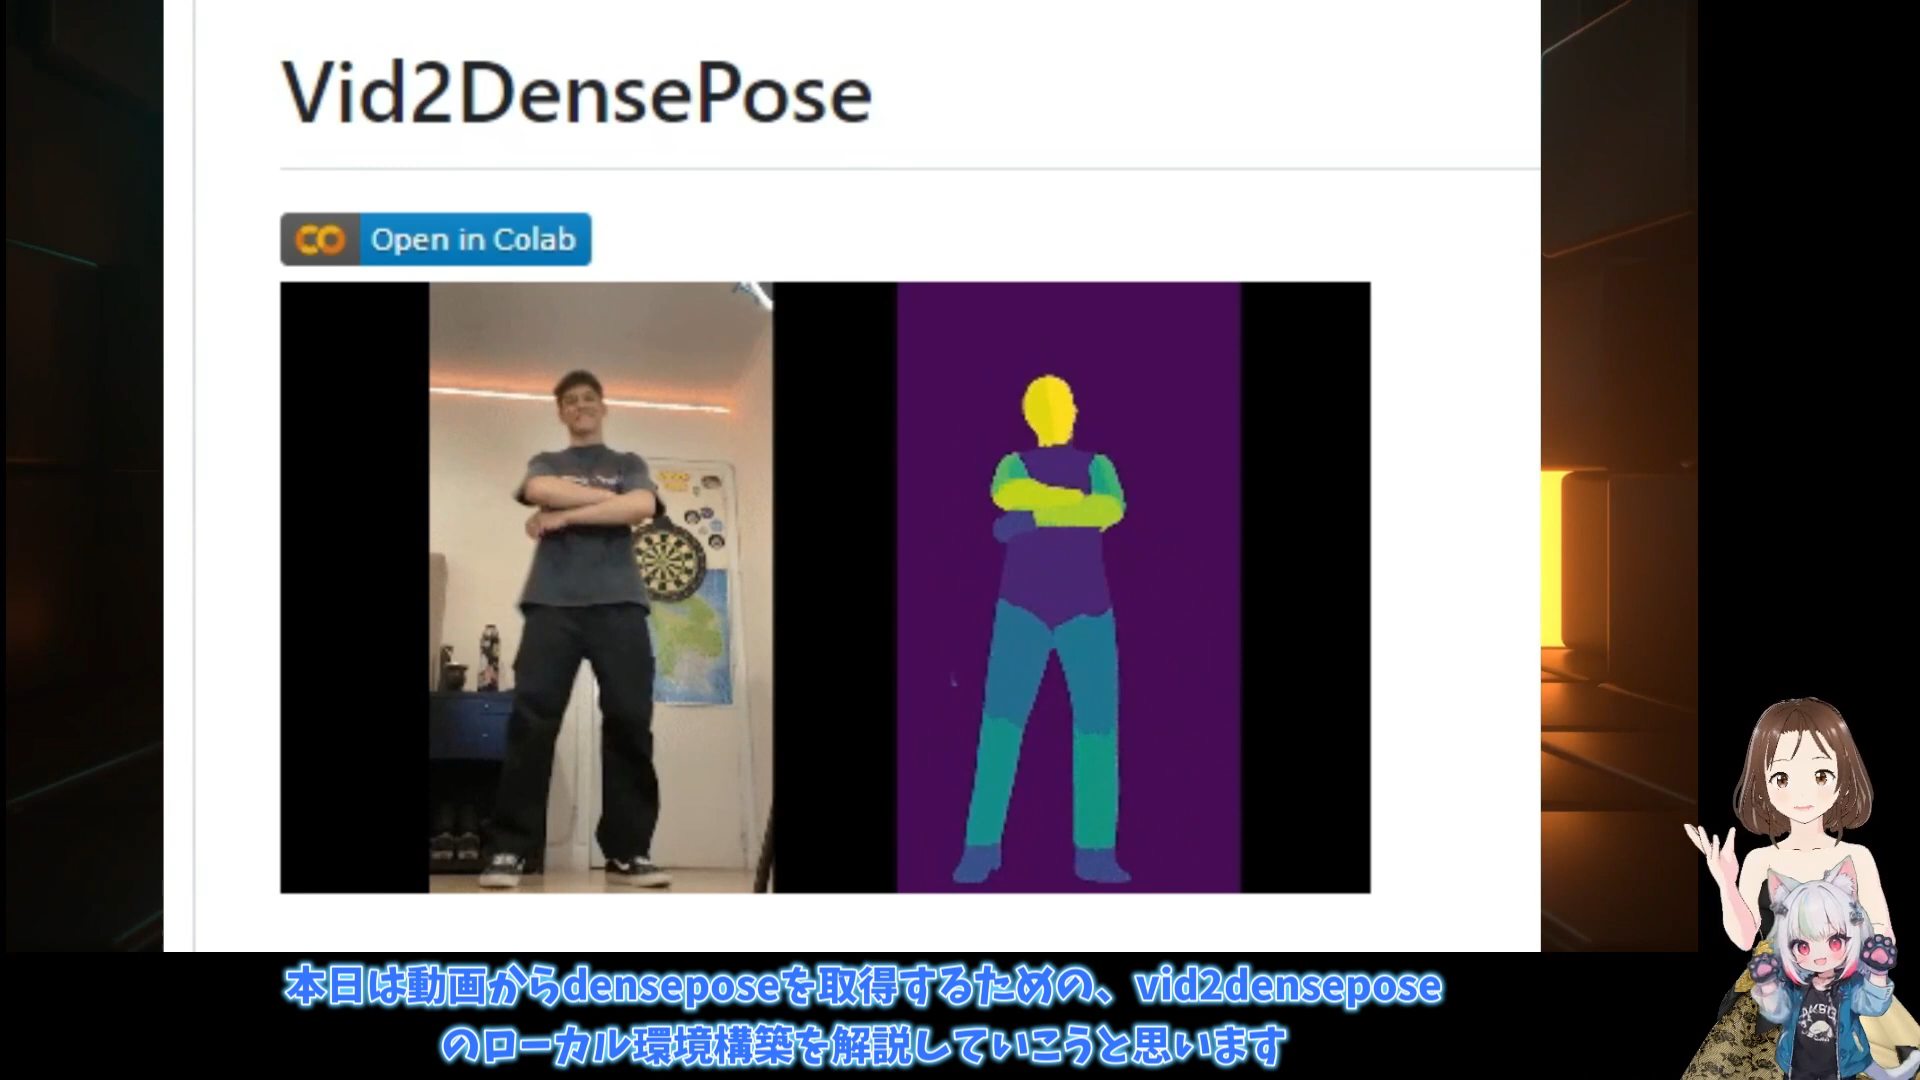 Vid2DensePose
Open in Colab
本日は動画からdenseposeを取得するための、vid2densepose
のローカル環境構築を解説していこうと思います